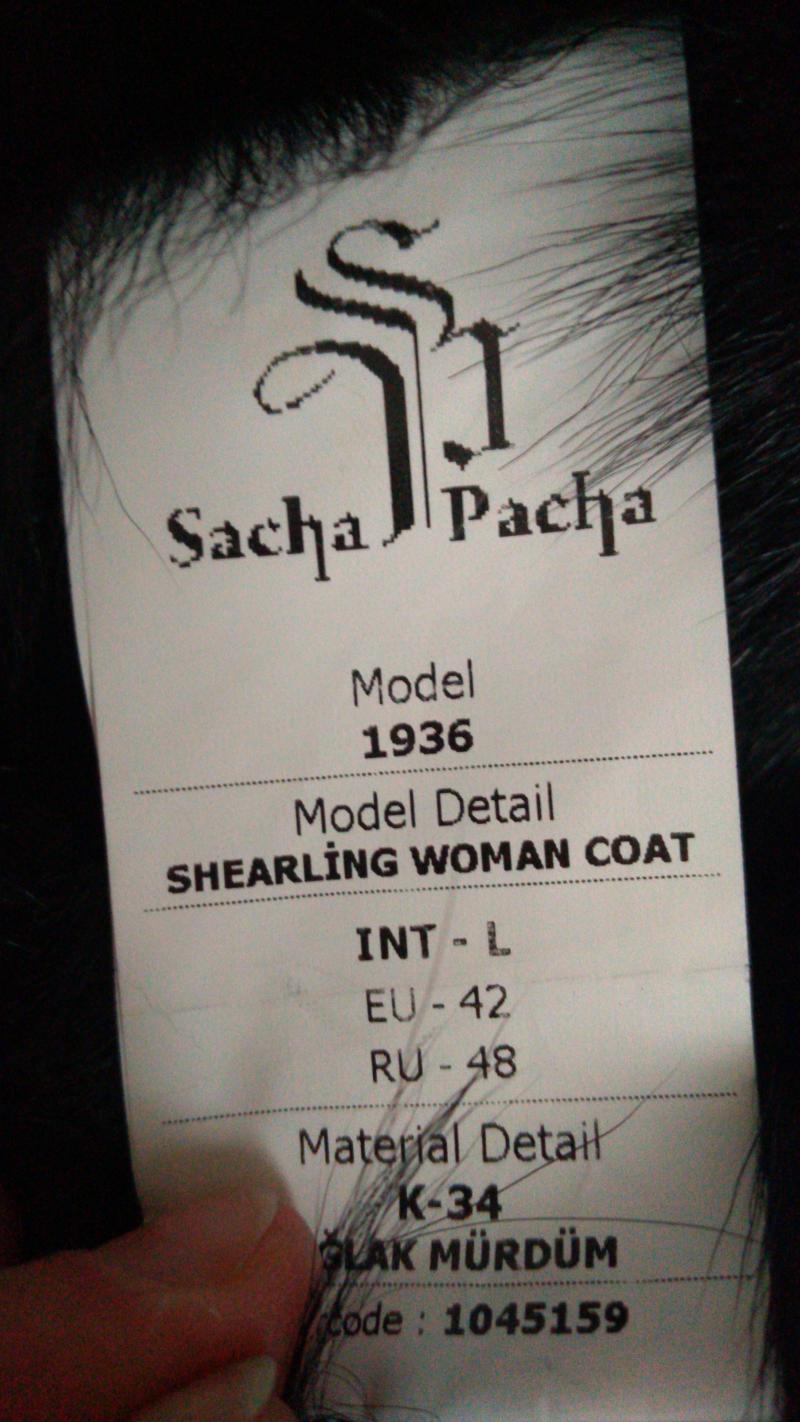 Sacha Pacha
Model
1936
Model Detail
SHEARLİNG WOMAN COAT
INT - L
EU - 42
RU - 48
Material Detail
K-34
MÜRDÜM
code : 1045159